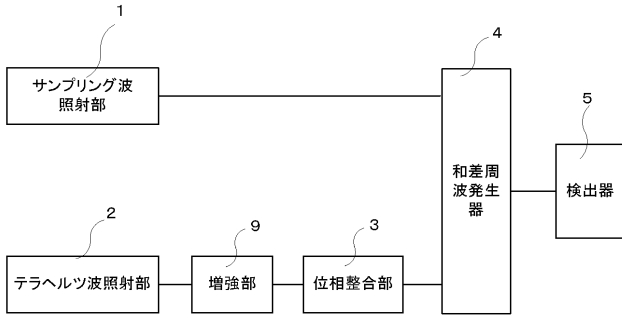 1
サンプリング波
照射部
4
和差周
波発生
器
5
検出器
2
テラヘルツ波照射部
9
増強部
3
位相整合部